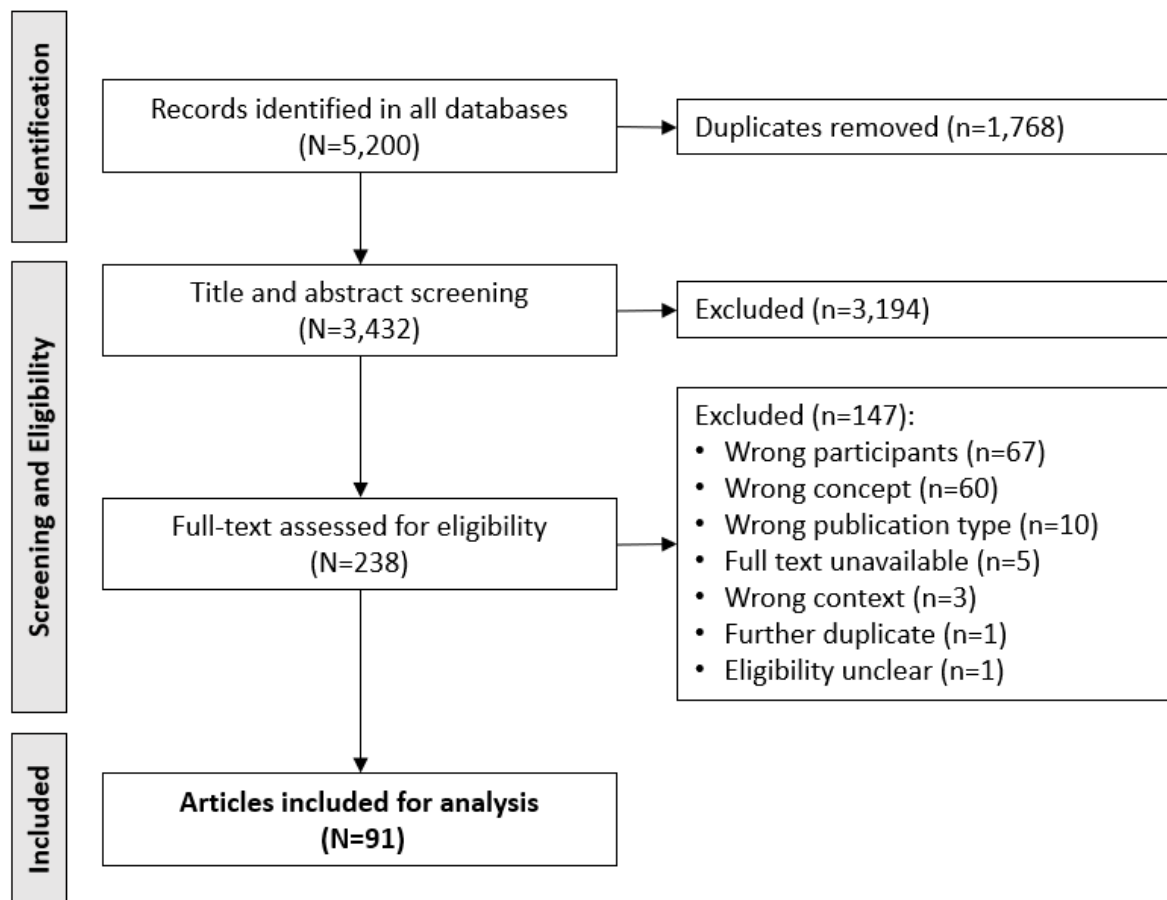 Identification
Records identified in all databases
(N=5,200)
Duplicates removed (n=1,768)
Screening and Eligibility
Title and abstract screening
(N=3,432)
Excluded (n=3,194)
Full-text assessed for eligibility
(N=238)
Excluded (n=147):
• Wrong participants (n=67)
• Wrong concept (n=60)
• Wrong publication type (n=10)
• Full text unavailable (n=5)
• Wrong context (n=3)
• Further duplicate (n=1)
• Eligibility unclear (n=1)
Included
Articles included for analysis
(N=91)